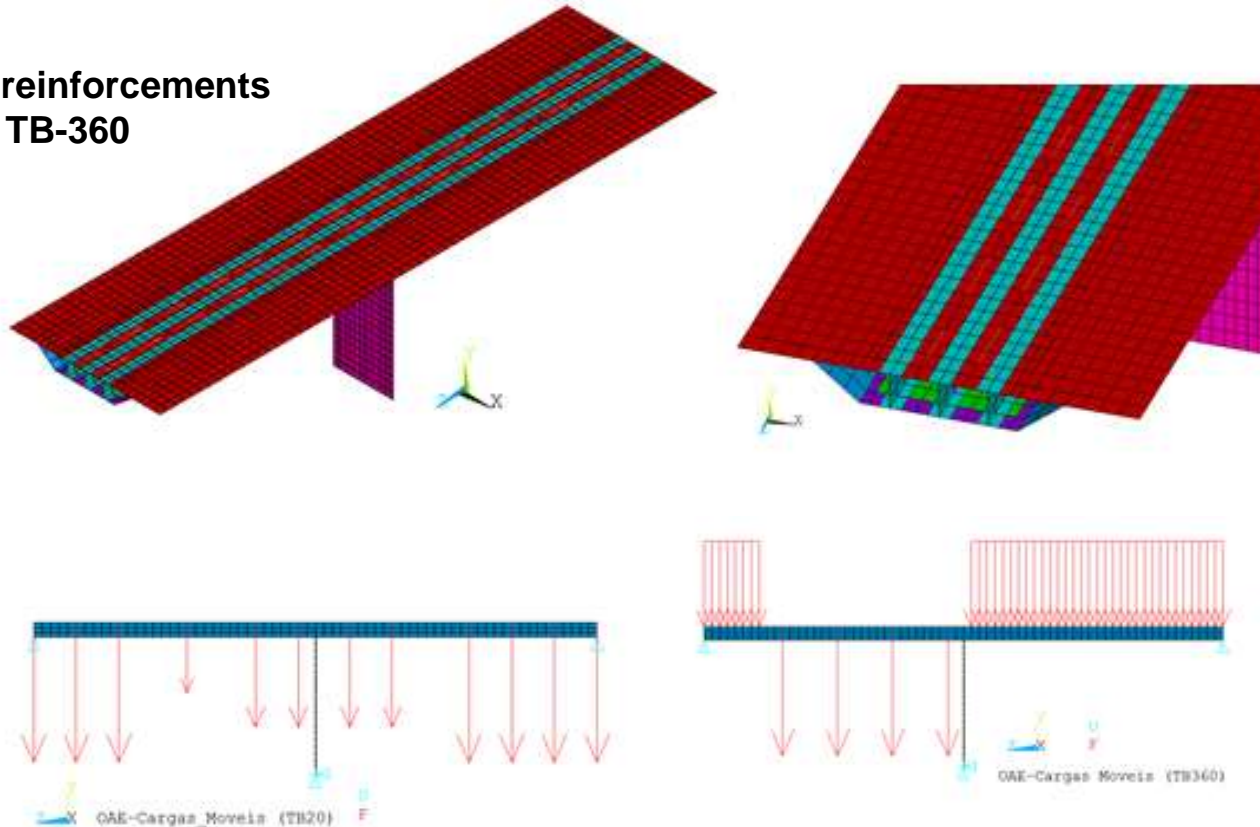 reinforcements
TB-360
X
X
OAE-Cargas_Moveis (TB20)
U
F
X
U
F
OAE-Cargas Moveis (TB360)